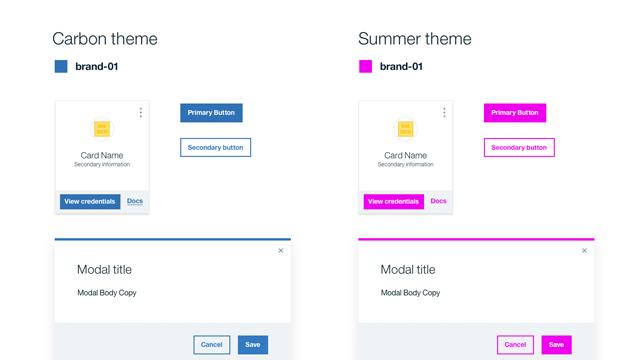 Carbon theme
brand-01
Card Name
Secondary information
View credentials
Docs
Primary Button
Secondary button
Modal title
Modal Body Copy
Cancel
Save
Summer theme
brand-01
Card Name
Secondary information
View credentials
Docs
Primary Button
Secondary button
Modal title
Modal Body Copy
Cancel
Save